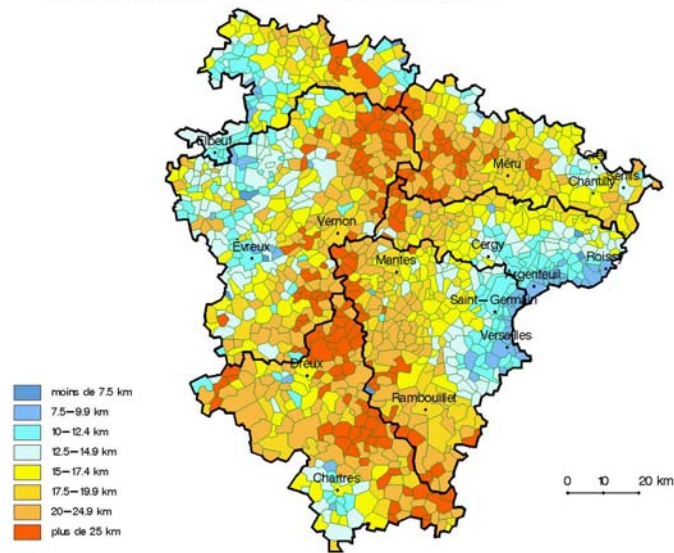 Elbeuf
Creil
Senlis
Méru
Chantilly
Vernon
Évreux
Cergy
Roissy
Mantes
Argenteuil
Saint-Germain
Versailles
Dreux
Rambouillet
Chartres
moins de 7.5 km
7.5-9.9 km
10-12.4 km
12.5-14.9 km
15-17.4 km
17.5-19.9 km
20-24.9 km
plus de 25 km
0 10 20 km